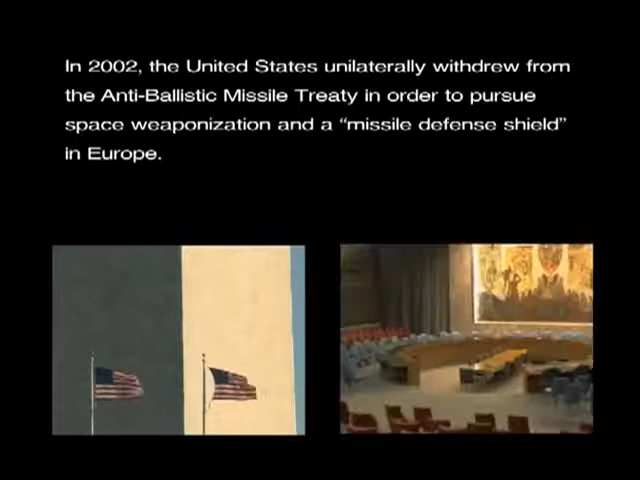 In 2002, the United States unilaterally withdrew from
the Anti-Ballistic Missile Treaty in order to pursue
space weaponization and a “missile defense shield”
in Europe.